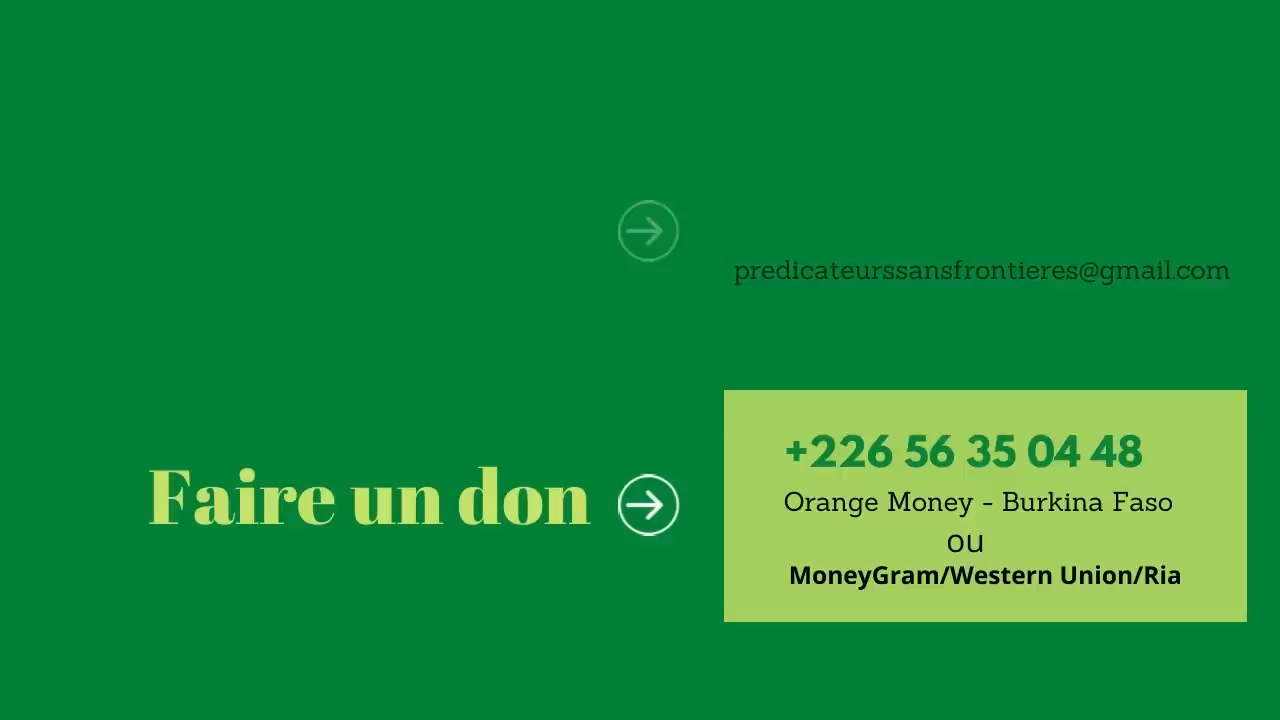 predicateurssansfrontieres@gmail.com
Faire un don
+226 56 35 04 48
Orange Money - Burkina Faso
ou
MoneyGram/Western Union/Ria